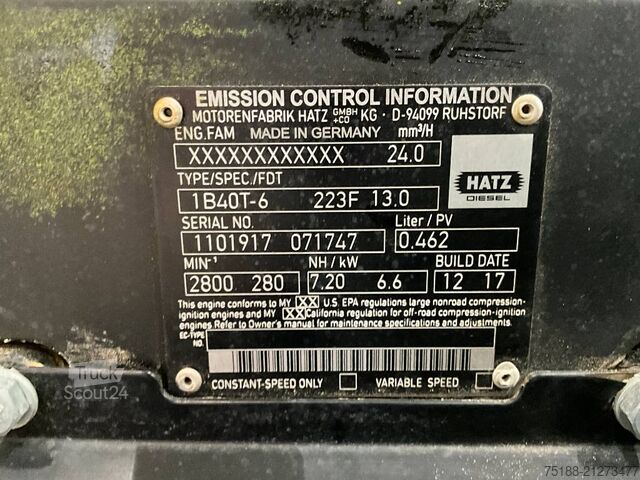 EMISSION CONTROL INFORMATION
MOTORENFABRIK HATZ GMBH +CO KG · D-94099 RUHSTORF
ENG.FAM MADE IN GERMANY mm³/H
XXXXXXXXXXXX 24.0
TYPE/SPEC./FDT
1B40T-6 223F 13.0
HATZ
DIESEL
SERIAL NO. Liter / PV
1101917 071747 0.462
MIN⁻¹ NH / kW BUILD DATE
2800 280 7.20 6.6 12 17
This engine conforms to MY XX U.S. EPA regulations large nonroad compression-
ignition engines and MY XX California regulation for off-road compression-ignition
engines. Refer to Owner's manual for maintenance specifications and adjustments.
EC-TYPE
NO.
CONSTANT-SPEED ONLY VARIABLE SPEED
Truck
Scout24
75188-21273477